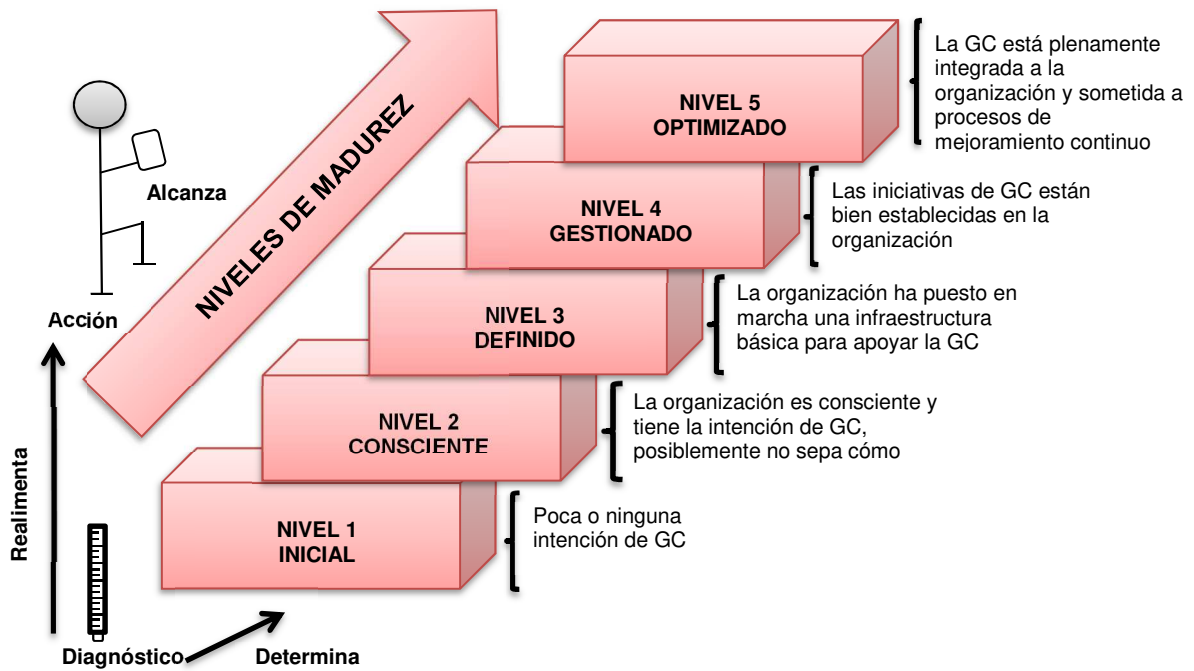 NIVELES DE MADUREZ
NIVEL 5
OPTIMIZADO
La GC está plenamente
integrada a la
organización y sometida a
procesos de
mejoramiento continuo
NIVEL 4
GESTIONADO
Las iniciativas de GC están
bien establecidas en la
organización
NIVEL 3
DEFINIDO
La organización ha puesto en
marcha una infraestructura
básica para apoyar la GC
NIVEL 2
CONSCIENTE
La organización es consciente y
tiene la intención de GC,
posiblemente no sepa cómo
NIVEL 1
INICIAL
Poca o ninguna
intención de GC
Alcanza
Acción
Realimenta
Diagnóstico
Determina